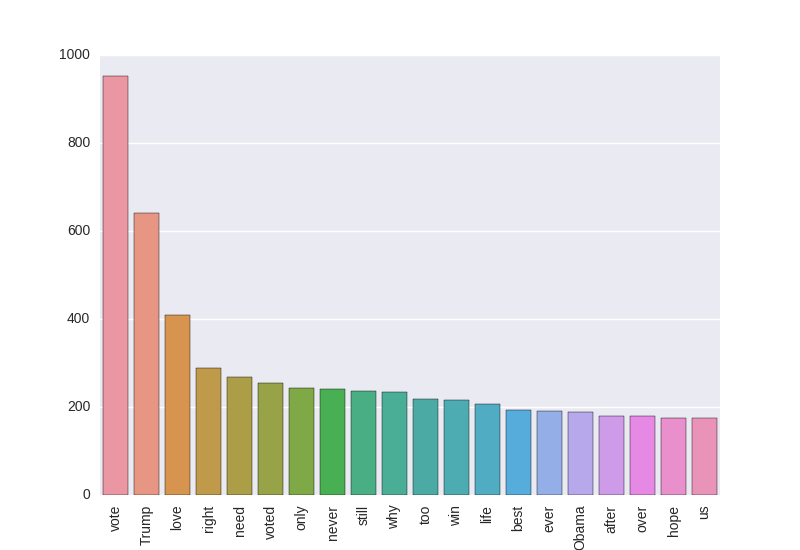 1000
800
600
400
200
0
vote
Trump
love
right
need
voted
only
never
still
why
too
win
life
best
ever
Obama
after
over
hope
us